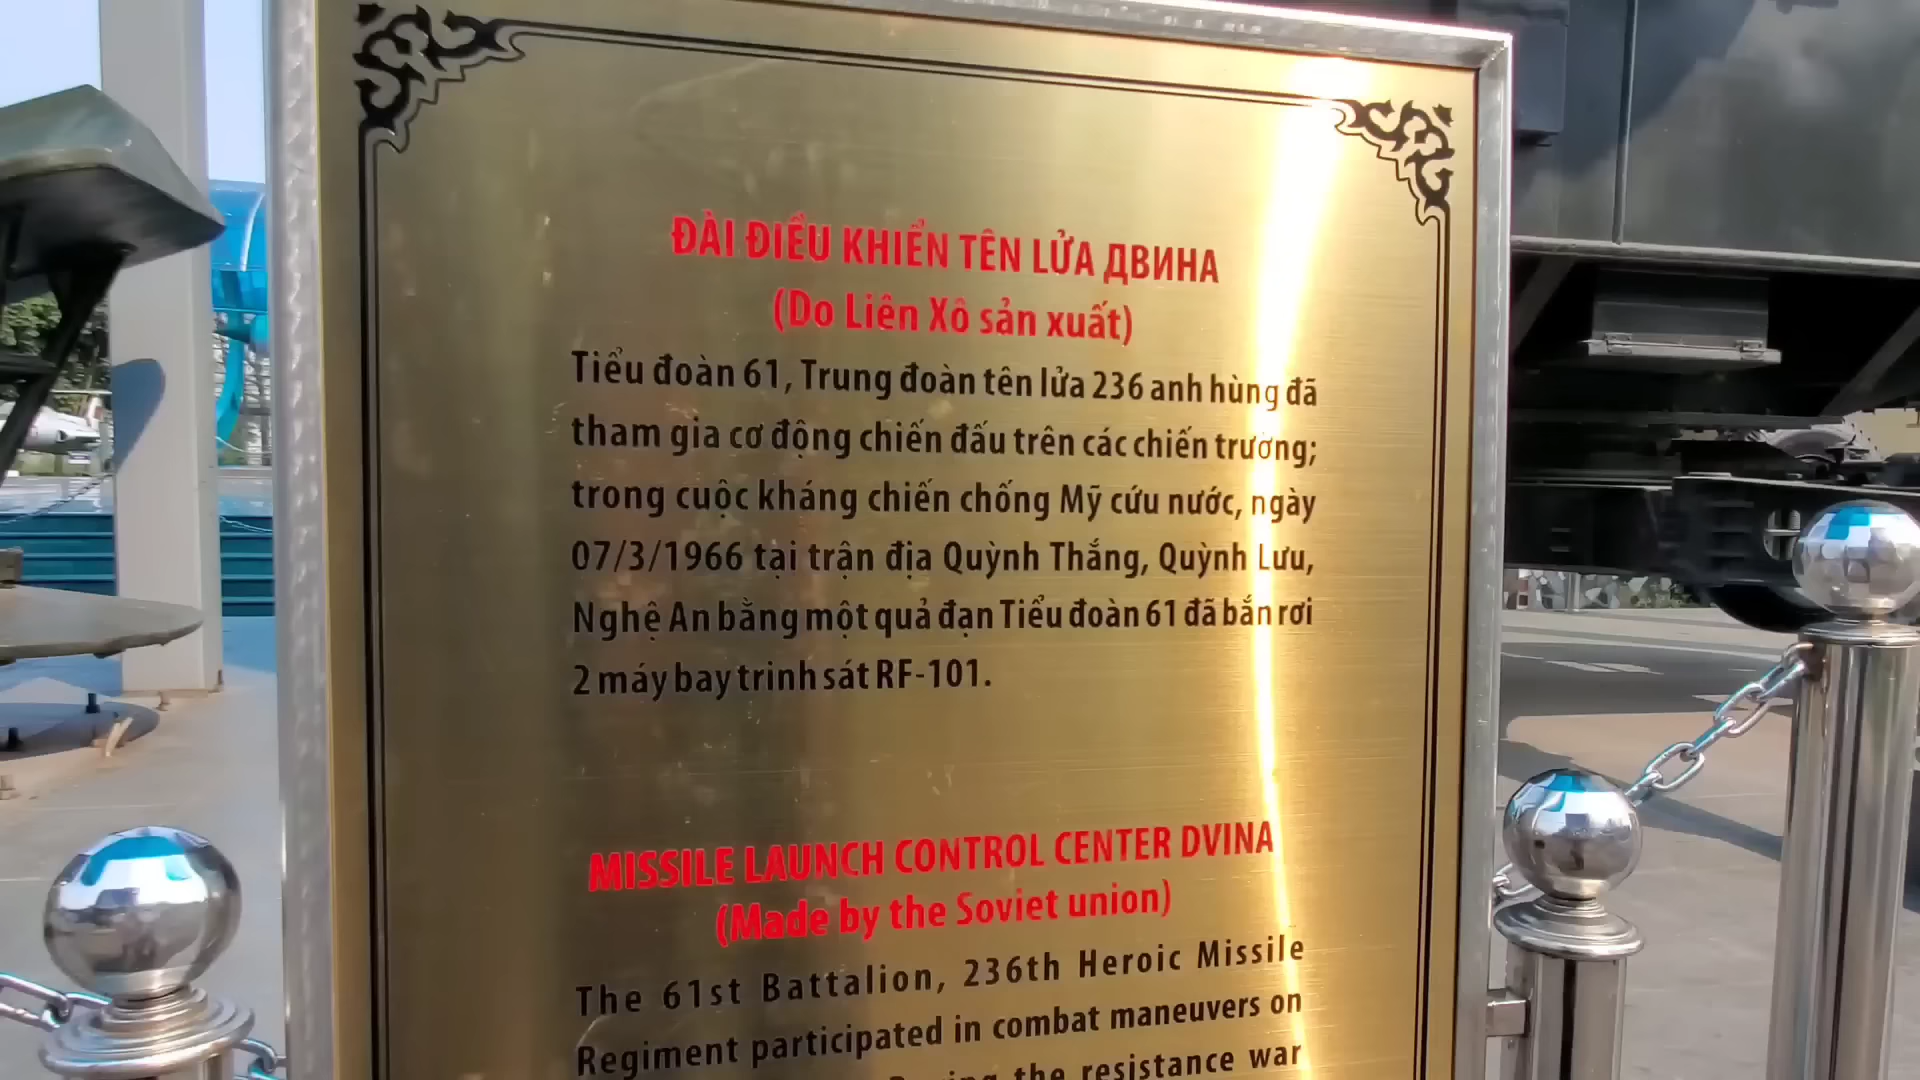 ĐÀI ĐIỀU KHIỂN TÊN LỬA ДВИНА
(Do Liên Xô sản xuất)
Tiểu đoàn 61, Trung đoàn tên lửa 236 anh hùng đã
tham gia cơ động chiến đấu trên các chiến trường;
trong cuộc kháng chiến chống Mỹ cứu nước, ngày
07/3/1966 tại trận địa Quỳnh Thắng, Quỳnh Lưu,
Nghệ An bằng một quả đạn Tiểu đoàn 61 đã bắn rơi
2 máy bay trinh sát RF-101.
MISSILE LAUNCH CONTROL CENTER DVINA
(Made by the Soviet union)
The 61st Battalion, 236th Heroic Missile
Regiment participated in combat maneuvers on
the resistance war